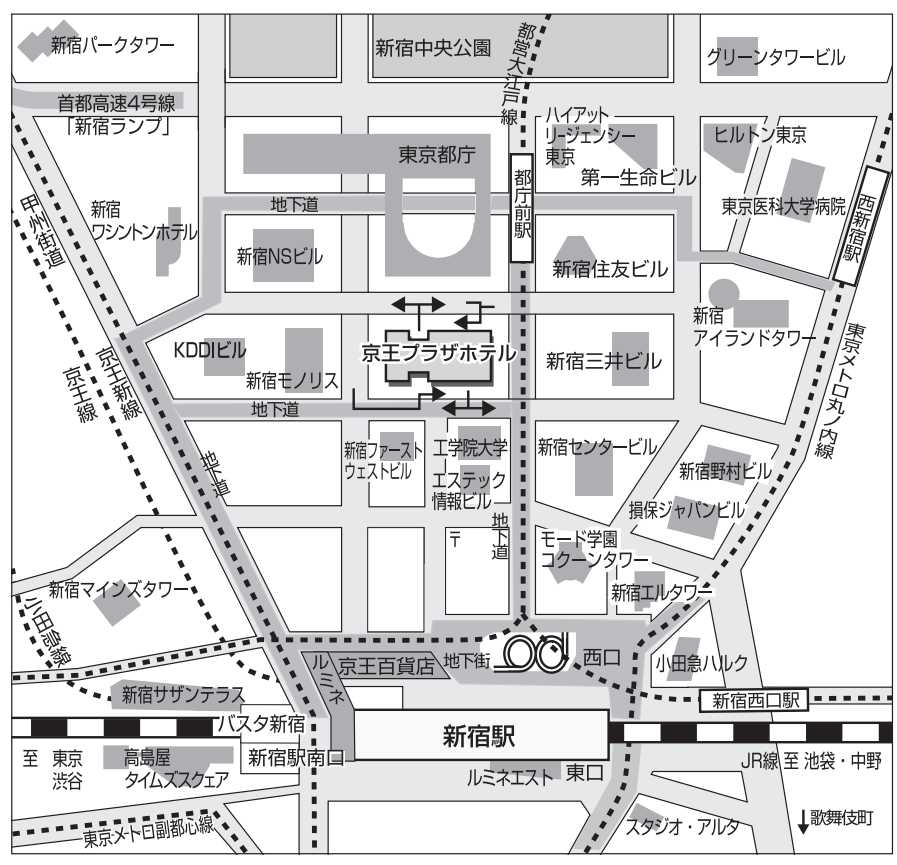 新宿パークタワー
新宿中央公園
都営大江戸線
グリーンタワービル
首都高速4号線
「新宿ランプ」
ハイアット
リージェンシー
東京
ヒルトン東京
東京都庁
第一生命ビル
都庁前駅
甲州街道
新宿
ワシントンホテル
地下道
東京医科大学病院
西新宿駅
新宿NSビル
新宿住友ビル
新宿
アイランドタワー
KDDIビル
新宿モノリス
京王プラザホテル
新宿三井ビル
東京メトロ丸ノ内線
京王新線
京王線
地下道
地下道
新宿ファースト
ウェストビル
工学院大学
エステック
情報ビル
新宿センタービル
新宿野村ビル
損保ジャパンビル
地下道
〒
モード学園
コクーンタワー
新宿エルタワー
新宿マインズタワー
小田急線
ルミネ
京王百貨店
地下街
西口
小田急ハルク
新宿サザンテラス
新宿西口駅
バスタ新宿
新宿駅
新宿駅南口
至 東京
渋谷
高島屋
タイムズスクェア
ルミネエスト
東口
JR線 至 池袋・中野
東京メトロ副都心線
スタジオ・アルタ
歌舞伎町